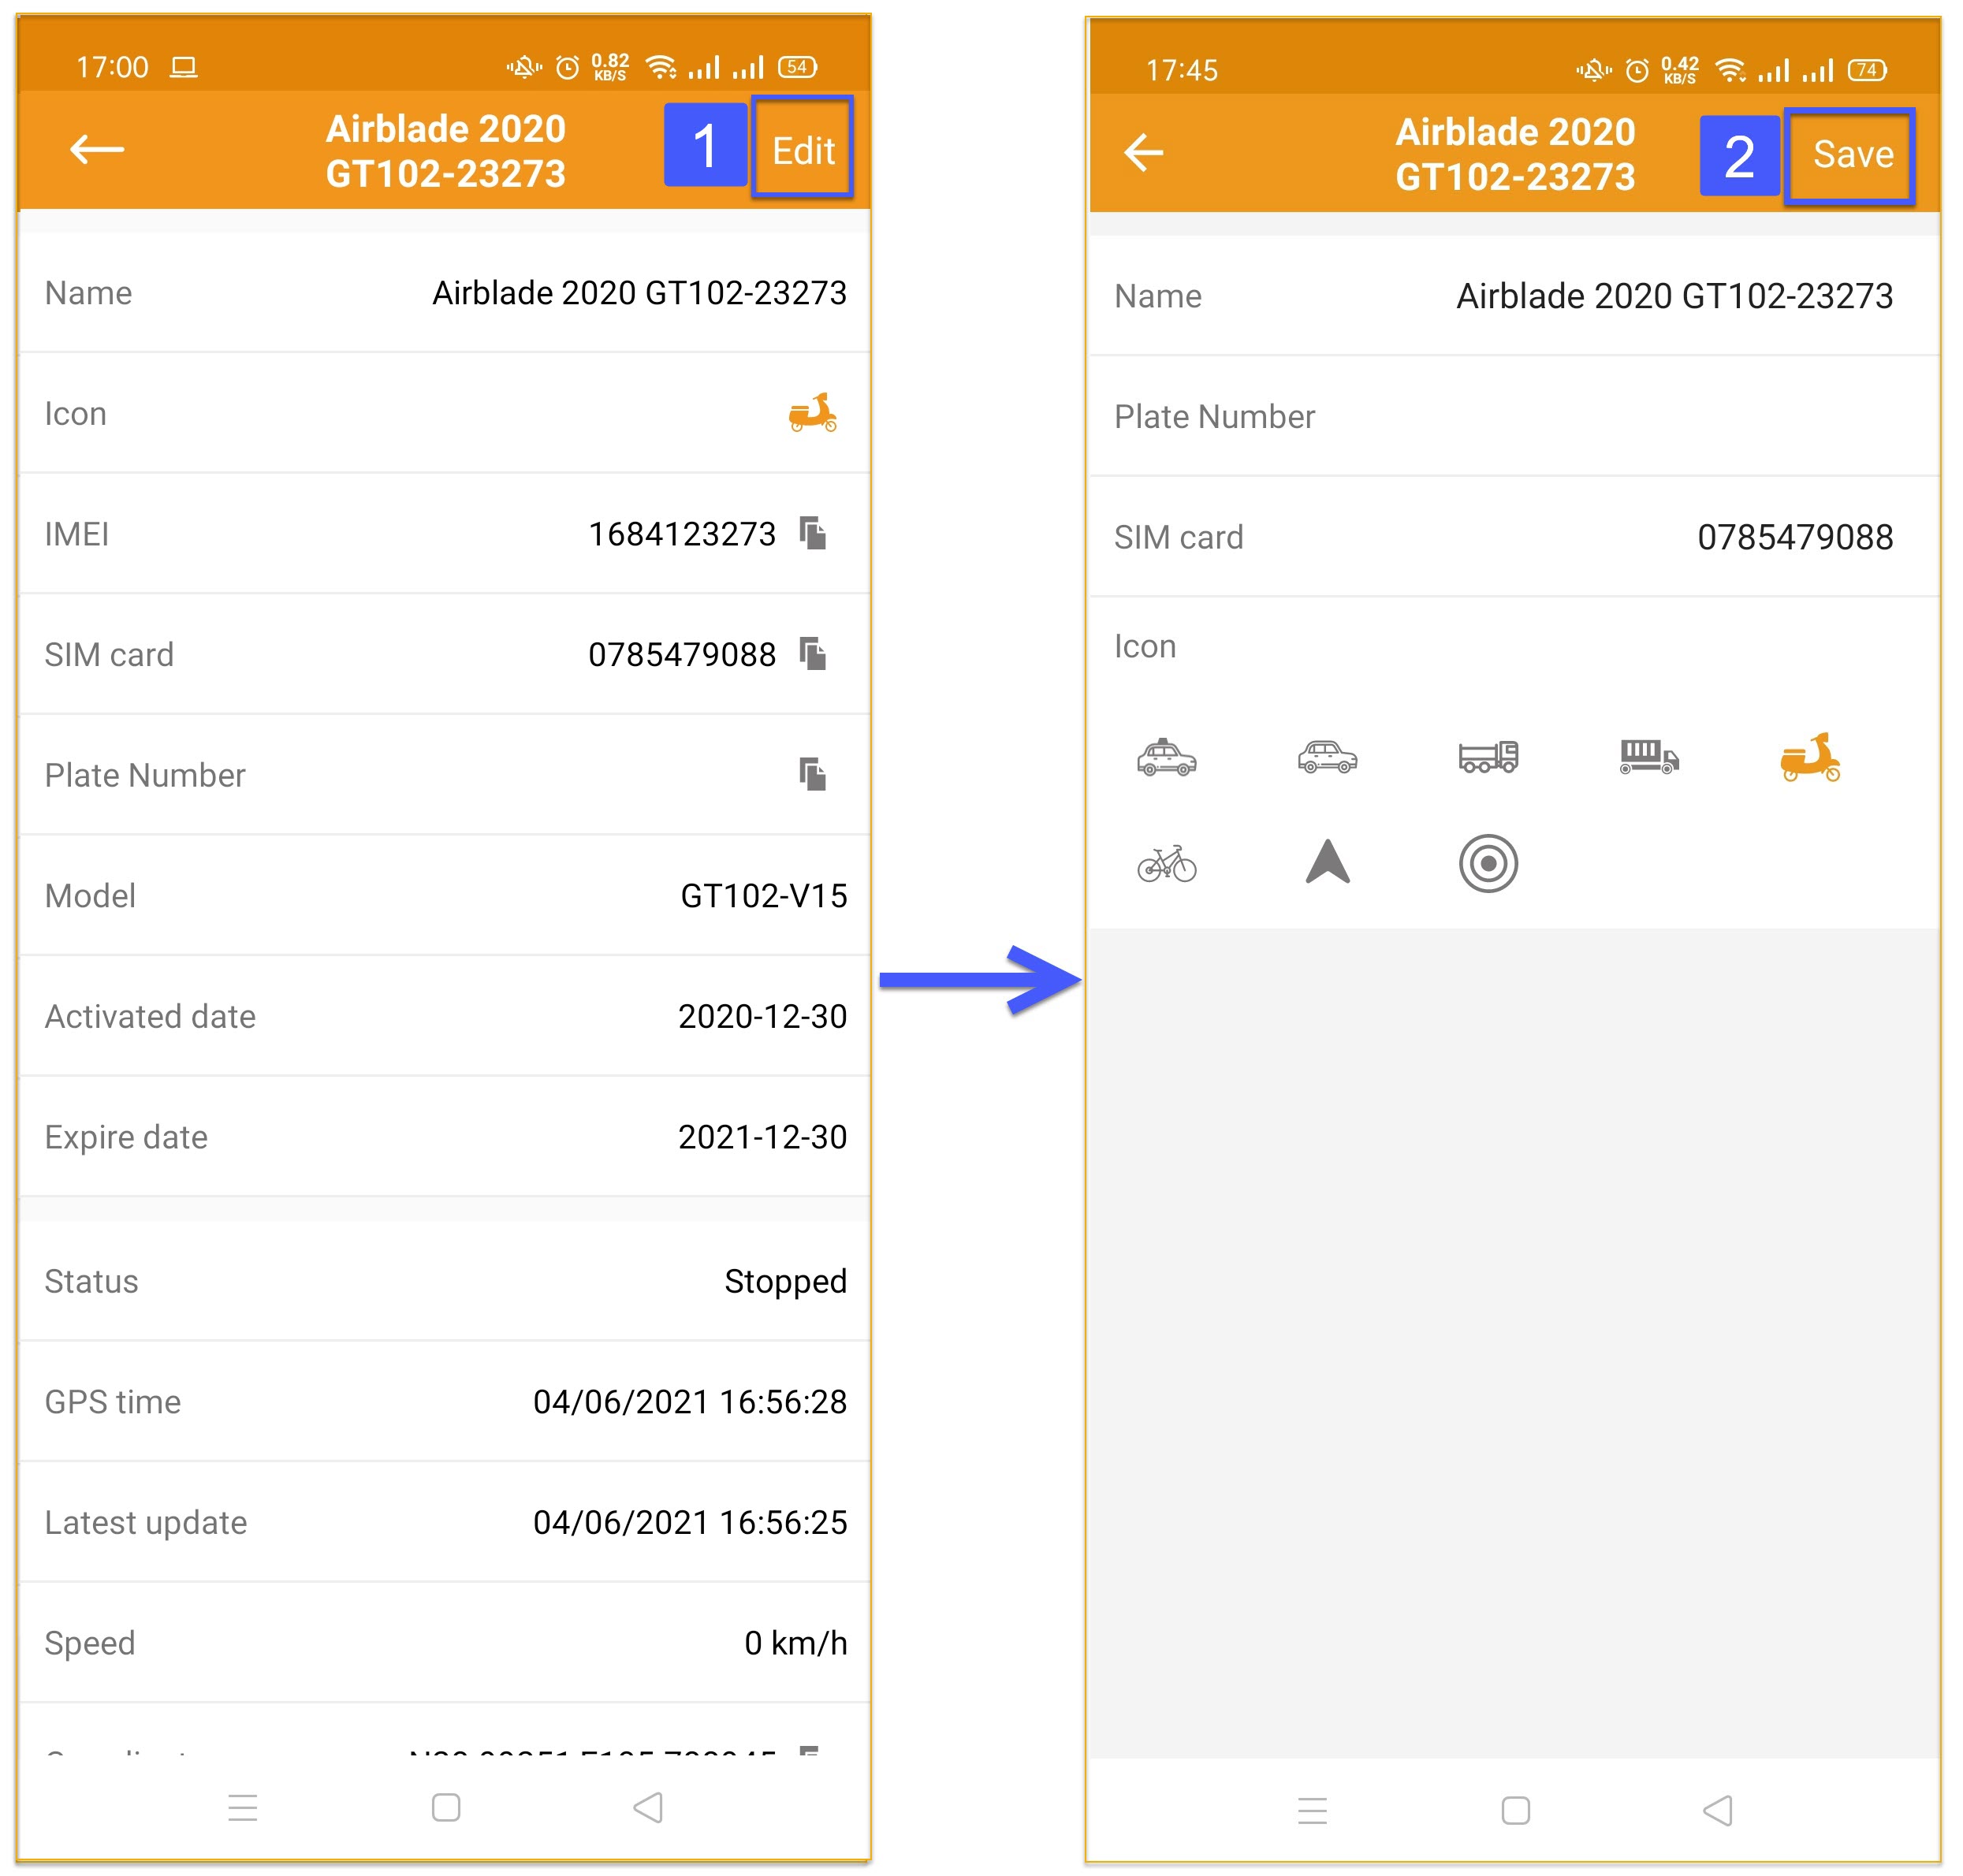 17:00
0.82
KB/S
54
Airblade 2020
GT102-23273
1
Edit
Name
Airblade 2020 GT102-23273
Icon
IMEI
1684123273
SIM card
0785479088
Plate Number
Model
GT102-V15
Activated date
2020-12-30
Expire date
2021-12-30
Status
Stopped
GPS time
04/06/2021 16:56:28
Latest update
04/06/2021 16:56:25
Speed
0 km/h
17:45
0.42
KB/S
74
Airblade 2020
GT102-23273
2
Save
Name
Airblade 2020 GT102-23273
Plate Number
SIM card
0785479088
Icon